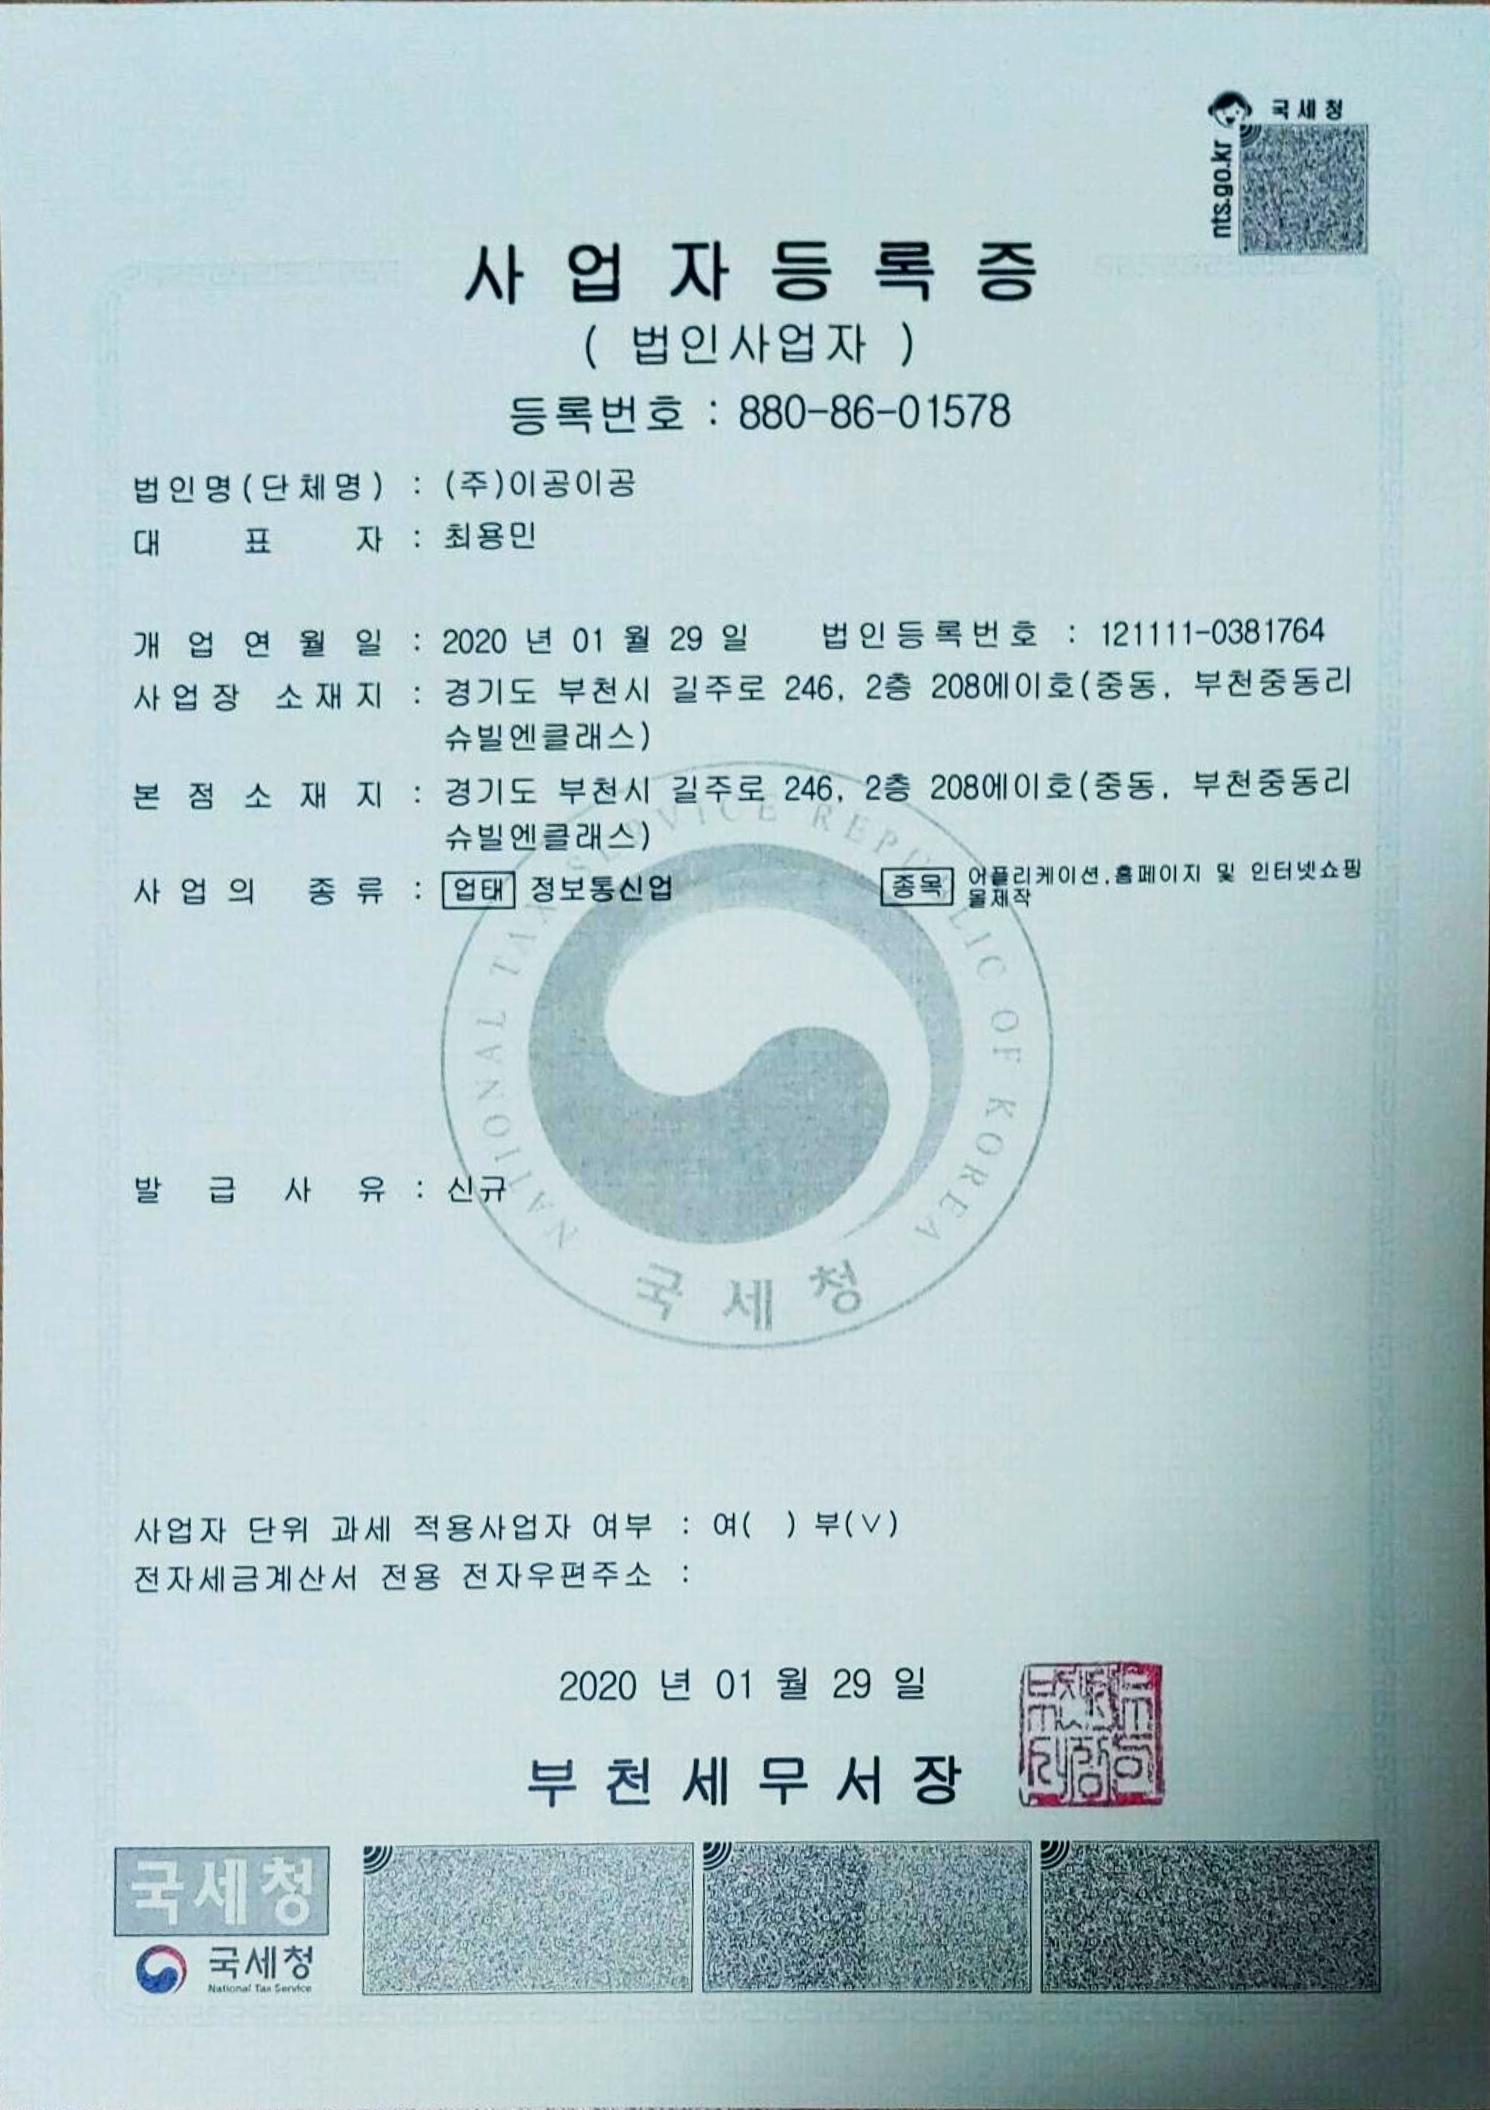 국세청
nts.go.kr
사업자등록증
( 법인사업자 )
등록번호 : 880-86-01578
법인명(단체명) : (주)이공이공
대 표 자 : 최용민
개 업 연 월 일 : 2020 년 01 월 29 일 법인등록번호 : 121111-0381764
사업장 소재지 : 경기도 부천시 길주로 246, 2층 208에이호(중동, 부천중동리
슈빌엔클래스)
본 점 소 재 지 : 경기도 부천시 길주로 246, 2층 208에이호(중동, 부천중동리
슈빌엔클래스)
사 업 의 종 류 : 업태 정보통신업 종목 어플리케이션,홈페이지 및 인터넷쇼핑
몰제작
NATIONAL TAX SERVICE REPUBLIC OF KOREA
발 급 사 유 : 신규
국세청
사업자 단위 과세 적용사업자 여부 : 여( ) 부(∨)
전자세금계산서 전용 전자우편주소 :
2020 년 01 월 29 일
부천세무서장
국세청
국세청
National Tax Service